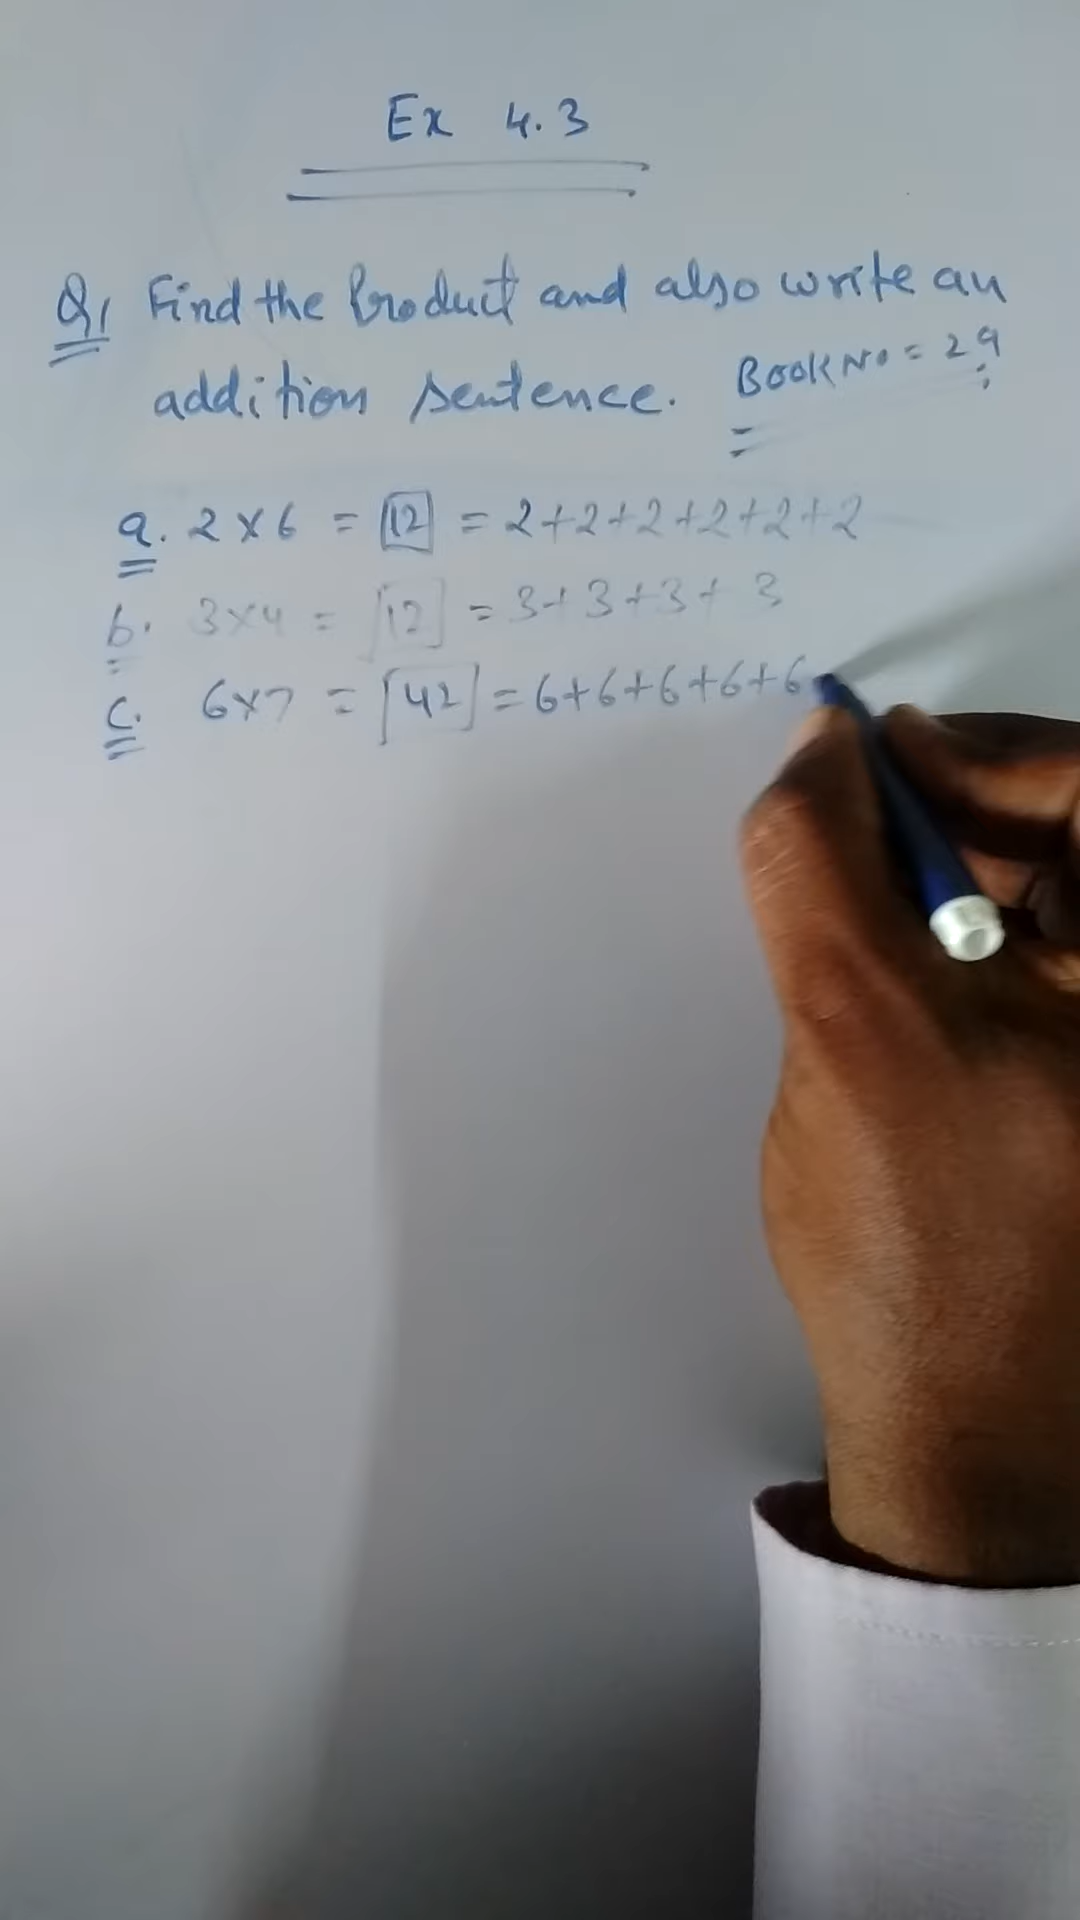 Ex 4.3
Q1 Find the Product and also write an
addition sentence. Book No = 29
a. 2 × 6 = 12 = 2+2+2+2+2+2
b. 3×4 = 12 = 3+3+3+3
c. 6×7 = 42 = 6+6+6+6+6